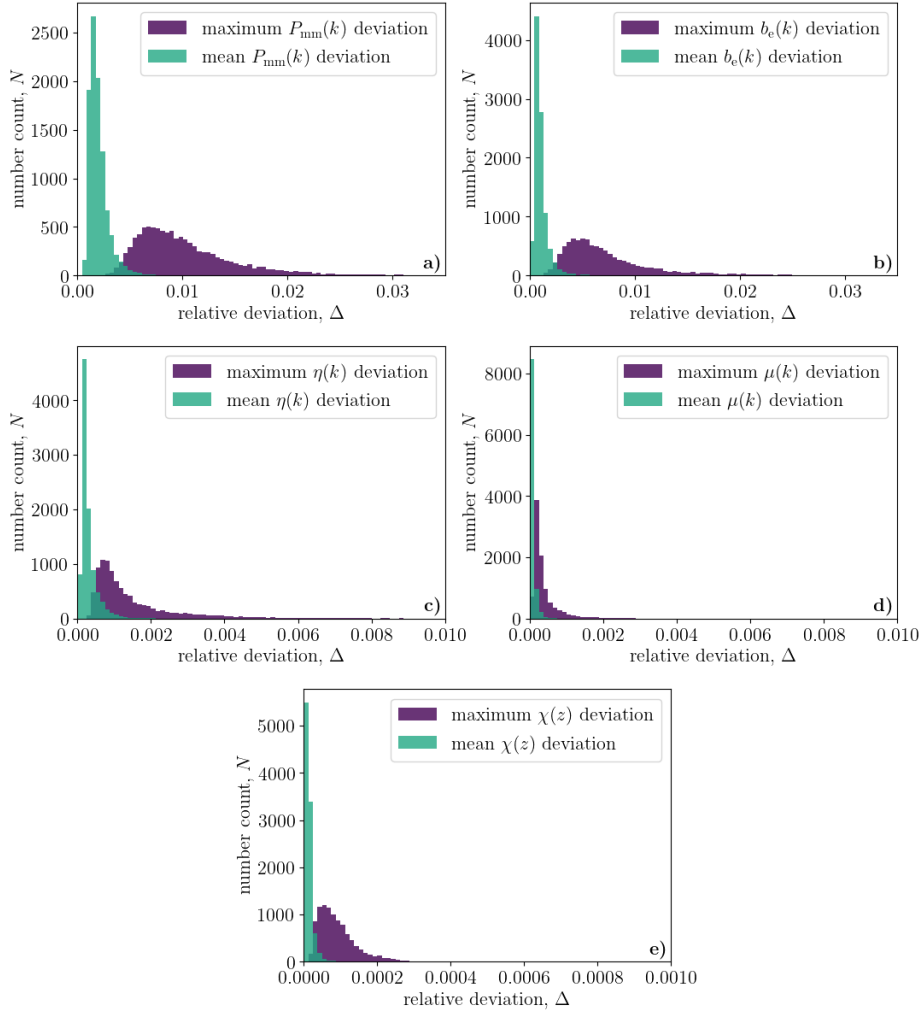 maximum P_mm(k) deviation
mean P_mm(k) deviation
number count, N
2500
2000
1500
1000
500
0
0.00 0.01 0.02 0.03
relative deviation, Δ
a)
maximum b_e(k) deviation
mean b_e(k) deviation
number count, N
4000
3000
2000
1000
0
0.00 0.01 0.02 0.03
relative deviation, Δ
b)
maximum η(k) deviation
mean η(k) deviation
number count, N
4000
3000
2000
1000
0
0.000 0.002 0.004 0.006 0.008 0.010
relative deviation, Δ
c)
maximum μ(k) deviation
mean μ(k) deviation
number count, N
8000
6000
4000
2000
0
0.000 0.002 0.004 0.006 0.008 0.010
relative deviation, Δ
d)
maximum χ(z) deviation
mean χ(z) deviation
number count, N
5000
4000
3000
2000
1000
0
0.0000 0.0002 0.0004 0.0006 0.0008 0.0010
relative deviation, Δ
e)